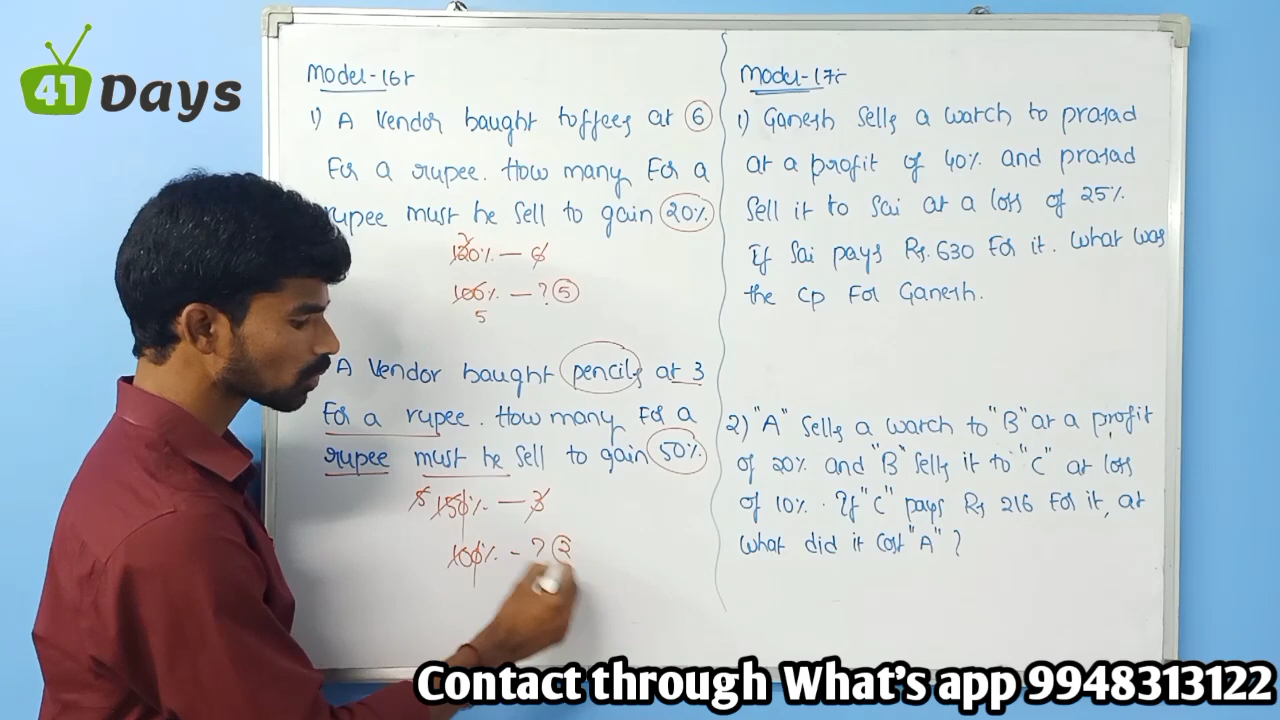 41 Days
Model-16:-
1) A Vendor baught toffees at 6
For a rupee. How many For a
rupee must he sell to gain 20%.
120% — 6
100% — ? 5
5
A Vendor baught pencils at 3
For a rupee. How many For a
rupee must he sell to gain 50%.
5 150% — 3
100% — ? 2
Model-17:-
1) Ganesh sells a watch to prasad
at a profit of 40% and prasad
sell it to Sai at a loss of 25%.
If Sai pays Rs. 630 For it. What was
the CP For Ganesh.
2) "A" sells a watch to "B" at a profit
of 20% and "B" sells it to "C" at loss
of 10%. If "C" pays Rs 216 For it, at
what did it cost "A" ?
Contact through What's app 9948313122